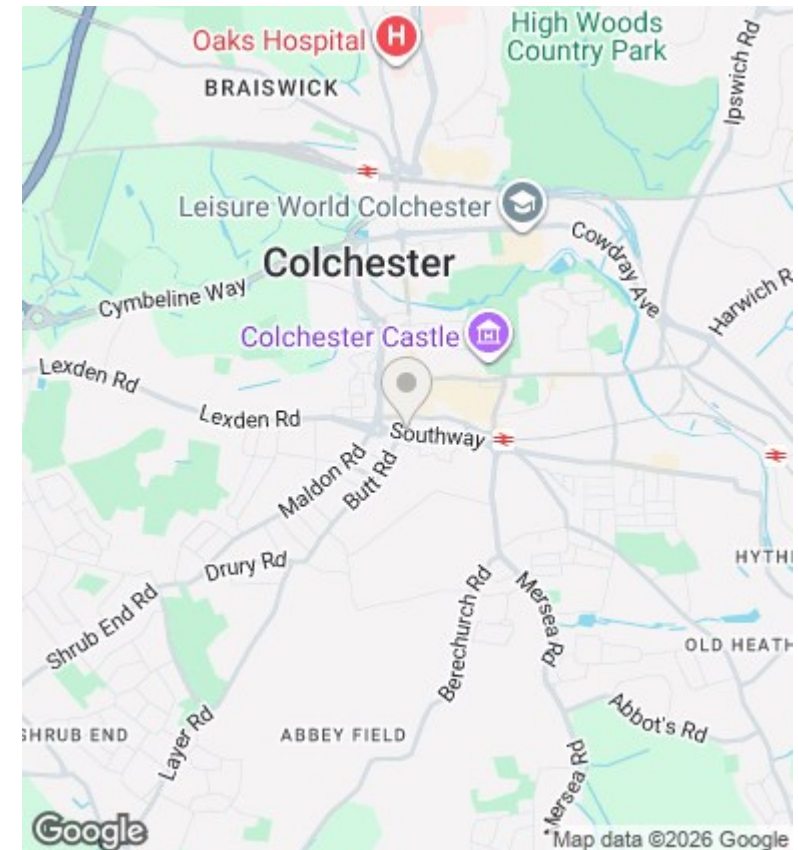 Oaks Hospital H
High Woods
Country Park
Ipswich Rd
BRAISWICK
Leisure World Colchester
Colchester
Cowdray Ave
Cymbeline Way
Harwich R
Colchester Castle
Lexden Rd
Lexden Rd
Southway
Maldon Rd
Butt Rd
Drury Rd
HYTH
Shrub End Rd
Berechurch Rd
Mersea Rd
OLD HEATH
SHRUB END
Layer Rd
ABBEY FIELD
Abbot's Rd
Mersea Rd
Google
Map data ©2026 Google